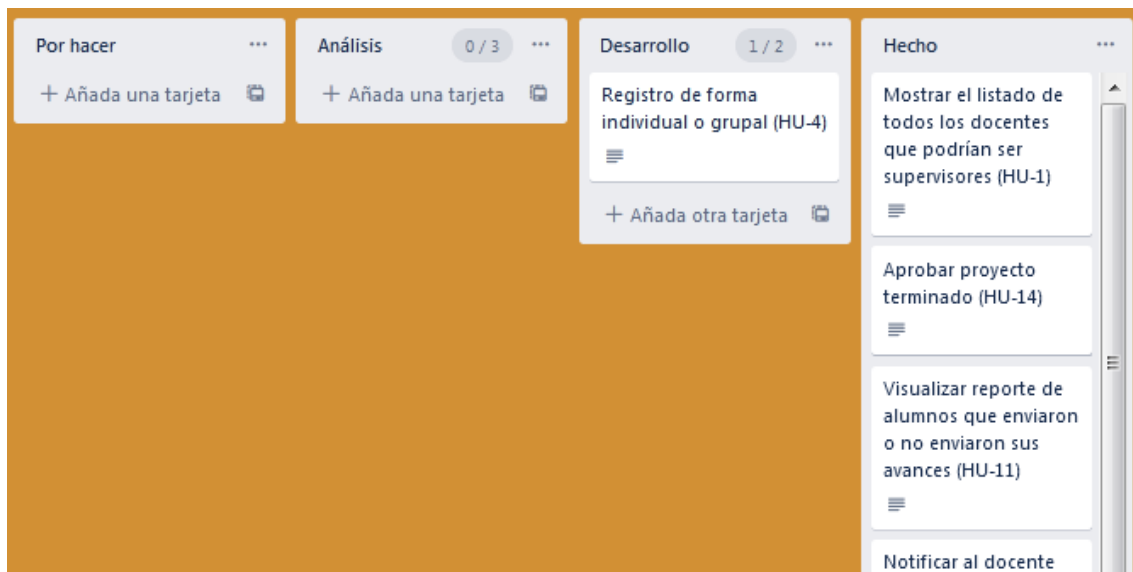 Por hacer
+ Añada una tarjeta
Análisis
0 / 3
+ Añada una tarjeta
Desarrollo
1 / 2
Registro de forma
individual o grupal (HU-4)
+ Añada otra tarjeta
Hecho
Mostrar el listado de
todos los docentes
que podrían ser
supervisores (HU-1)
Aprobar proyecto
terminado (HU-14)
Visualizar reporte de
alumnos que enviaron
o no enviaron sus
avances (HU-11)
Notificar al docente